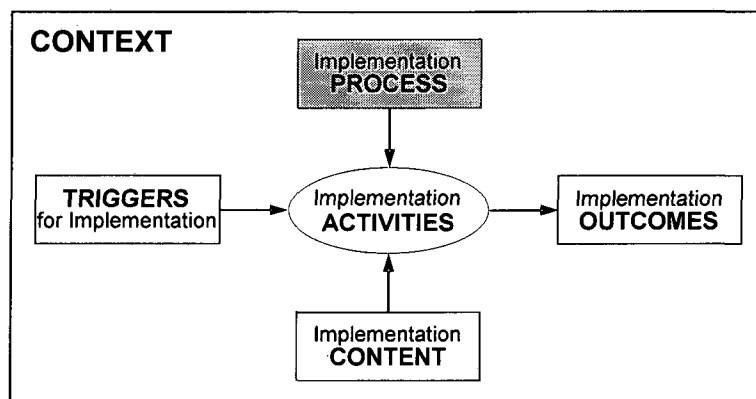 CONTEXT
Implementation
PROCESS
TRIGGERS
for Implementation
Implementation
ACTIVITIES
Implementation
OUTCOMES
Implementation
CONTENT